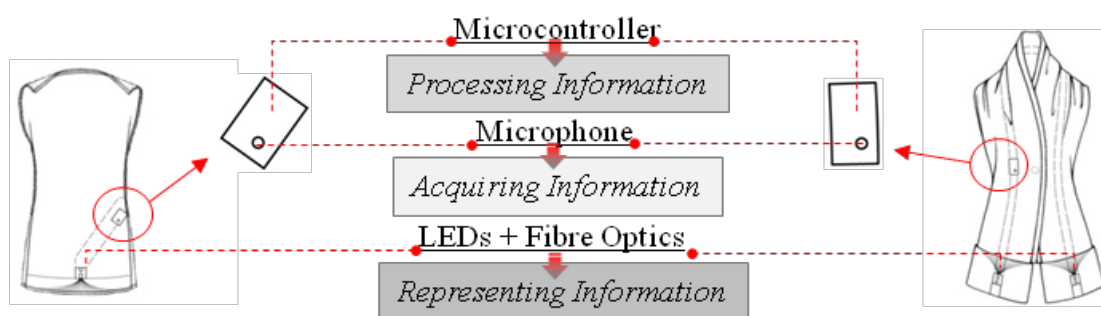 Microcontroller
Processing Information
Microphone
Acquiring Information
LEDs + Fibre Optics
Representing Information